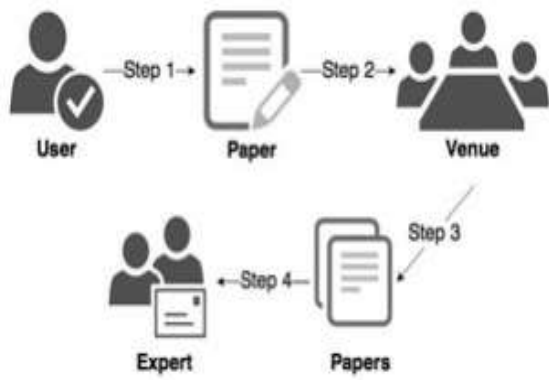 Step 1
Step 2
User
Paper
Venue
Step 3
Step 4
Expert
Papers